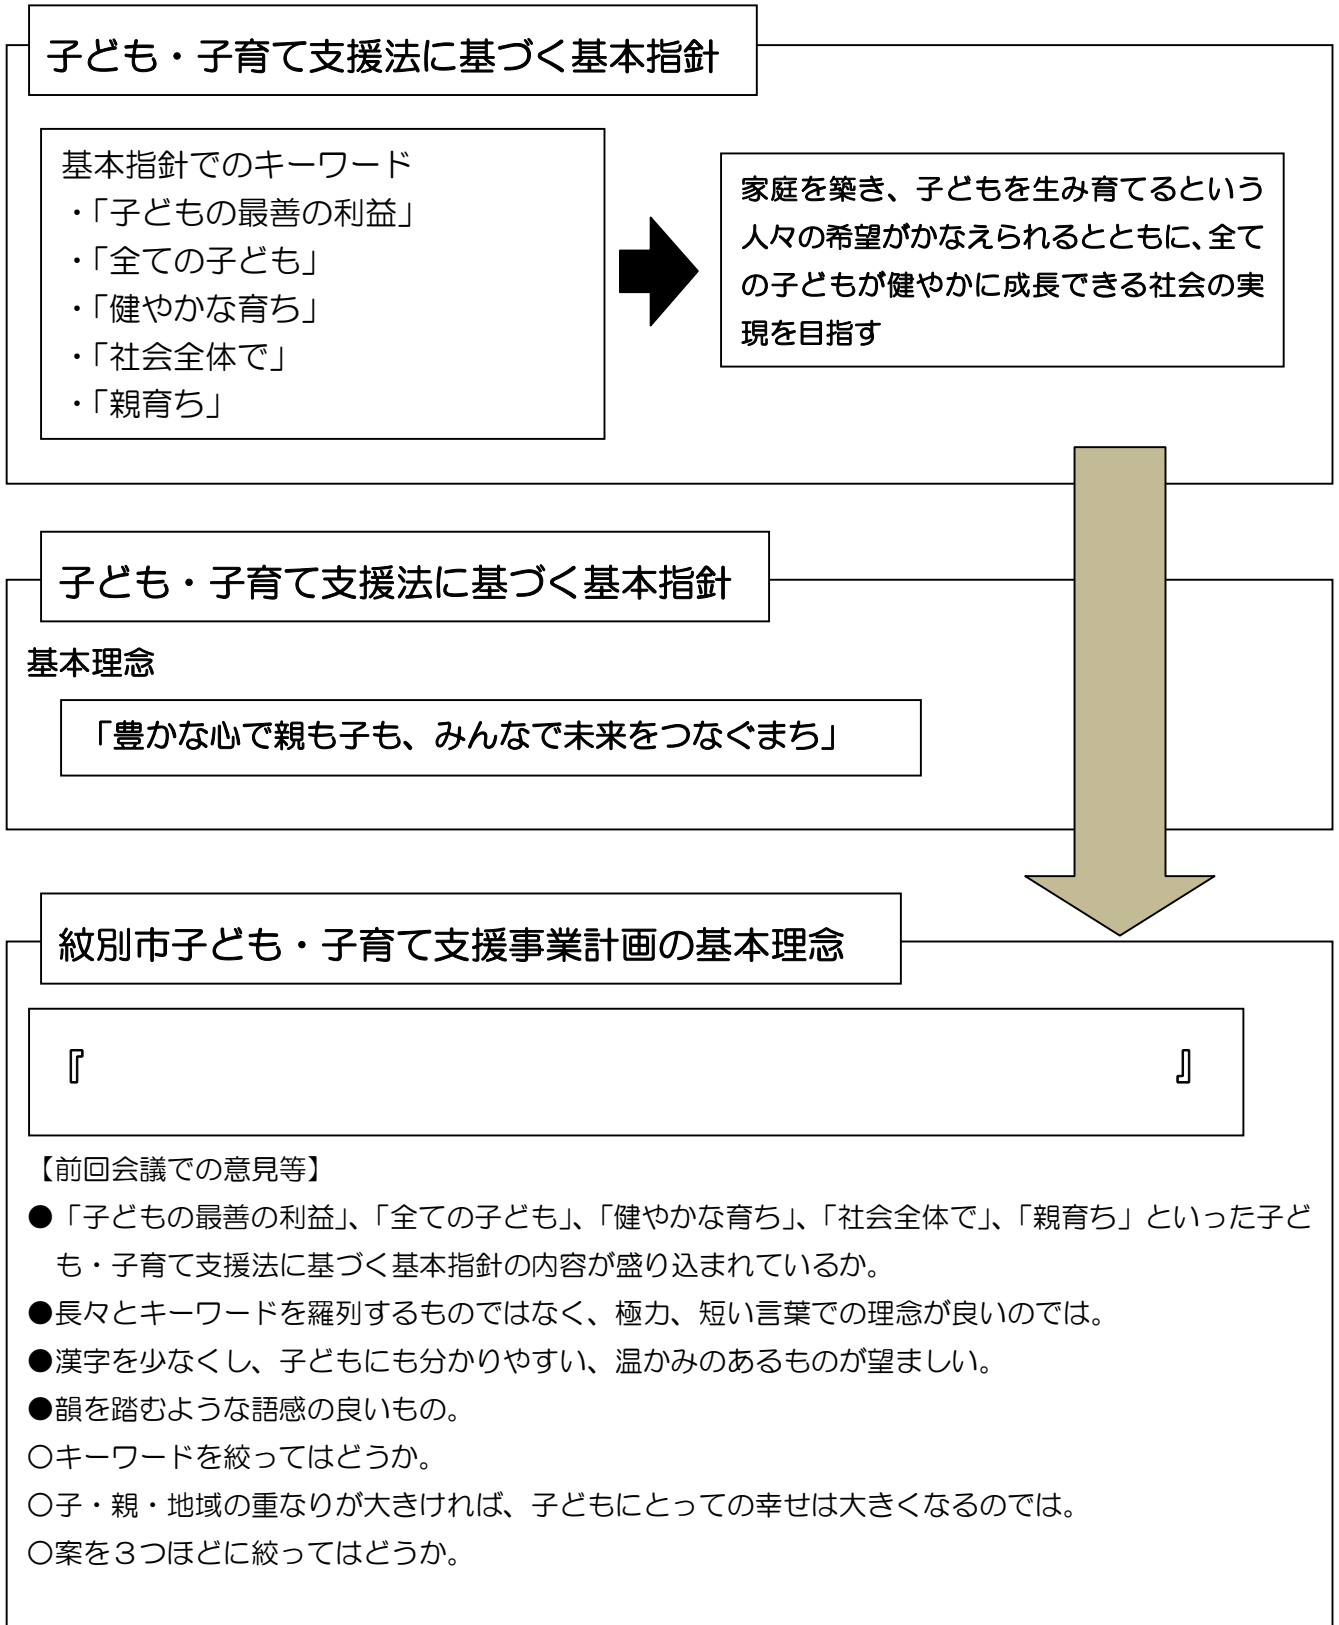 子ども・子育て支援法に基づく基本指針
基本指針でのキーワード
・「子どもの最善の利益」
・「全ての子ども」
・「健やかな育ち」
・「社会全体で」
・「親育ち」
家庭を築き、子どもを生み育てるという
人々の希望がかなえられるとともに、全て
の子どもが健やかに成長できる社会の実
現を目指す
子ども・子育て支援法に基づく基本指針
基本理念
「豊かな心で親も子も、みんなで未来をつなぐまち」
紋別市子ども・子育て支援事業計画の基本理念
『　　　　　　　　　　　　　　　　　　　　』
【前回会議での意見等】
●「子どもの最善の利益」、「全ての子ども」、「健やかな育ち」、「社会全体で」、「親育ち」といった子ど
も・子育て支援法に基づく基本指針の内容が盛り込まれているか。
●長々とキーワードを羅列するものではなく、極力、短い言葉での理念が良いのでは。
●漢字を少なくし、子どもにも分かりやすい、温かみのあるものが望ましい。
●韻を踏むような語感の良いもの。
○キーワードを絞ってはどうか。
○子・親・地域の重なりが大きければ、子どもにとっての幸せは大きくなるのでは。
○案を３つほどに絞ってはどうか。